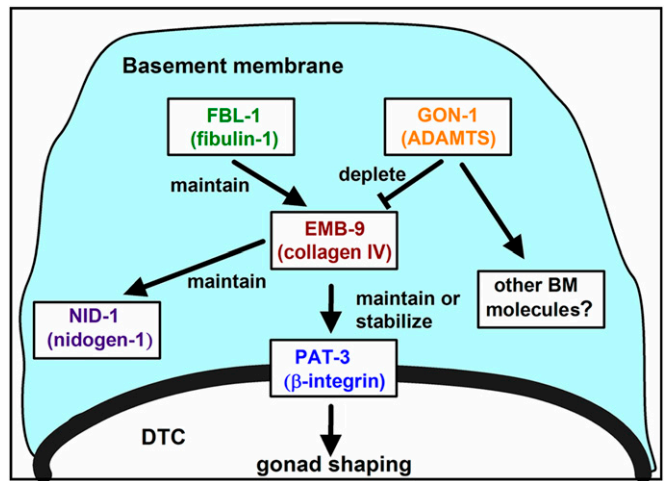 Basement membrane
FBL-1
(fibulin-1)
GON-1
(ADAMTS)
maintain
deplete
EMB-9
(collagen IV)
maintain
other BM
molecules?
NID-1
(nidogen-1)
maintain or
stabilize
PAT-3
(β-integrin)
DTC
gonad shaping